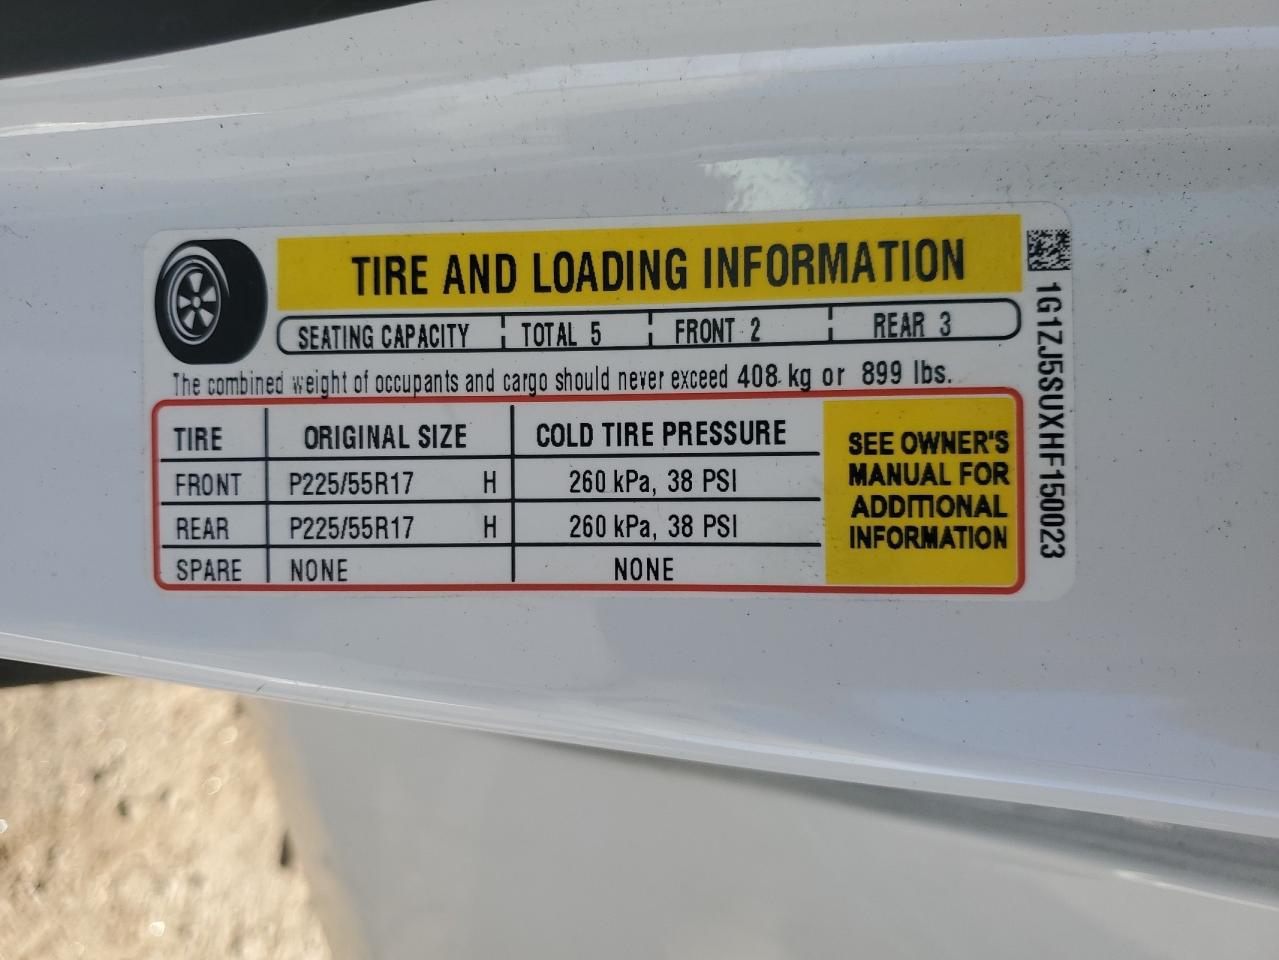 TIRE AND LOADING INFORMATION
SEATING CAPACITY TOTAL 5 FRONT 2 REAR 3
The combined weight of occupants and cargo should never exceed 408 kg or 899 lbs.
TIRE ORIGINAL SIZE COLD TIRE PRESSURE
FRONT P225/55R17 H 260 kPa, 38 PSI
REAR P225/55R17 H 260 kPa, 38 PSI
SPARE NONE NONE
SEE OWNER'S
MANUAL FOR
ADDITIONAL
INFORMATION
1G1ZJ5SUXHF150023